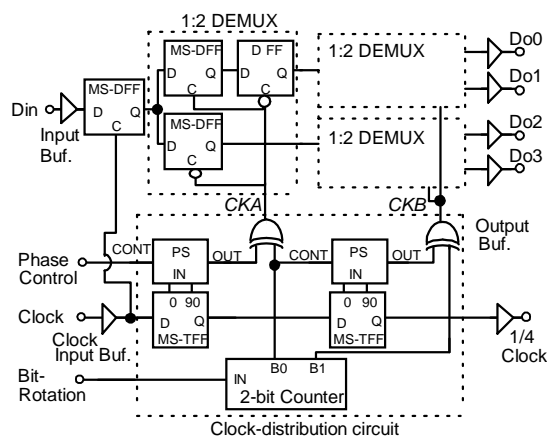 1:2 DEMUX
MS-DFF
D Q
C
D FF
D Q
C
1:2 DEMUX
Do0
Do1
MS-DFF
D Q
C
Din
Input
Buf.
MS-DFF
D Q
C
1:2 DEMUX
Do2
Do3
CKA
CKB
Output
Buf.
Phase
Control
CONT
PS
IN
OUT
CONT
PS
IN
OUT
Clock
Clock
Input Buf.
0 90
D Q
MS-TFF
0 90
D Q
MS-TFF
1/4
Clock
Bit-
Rotation
B0 B1
IN
2-bit Counter
Clock-distribution circuit